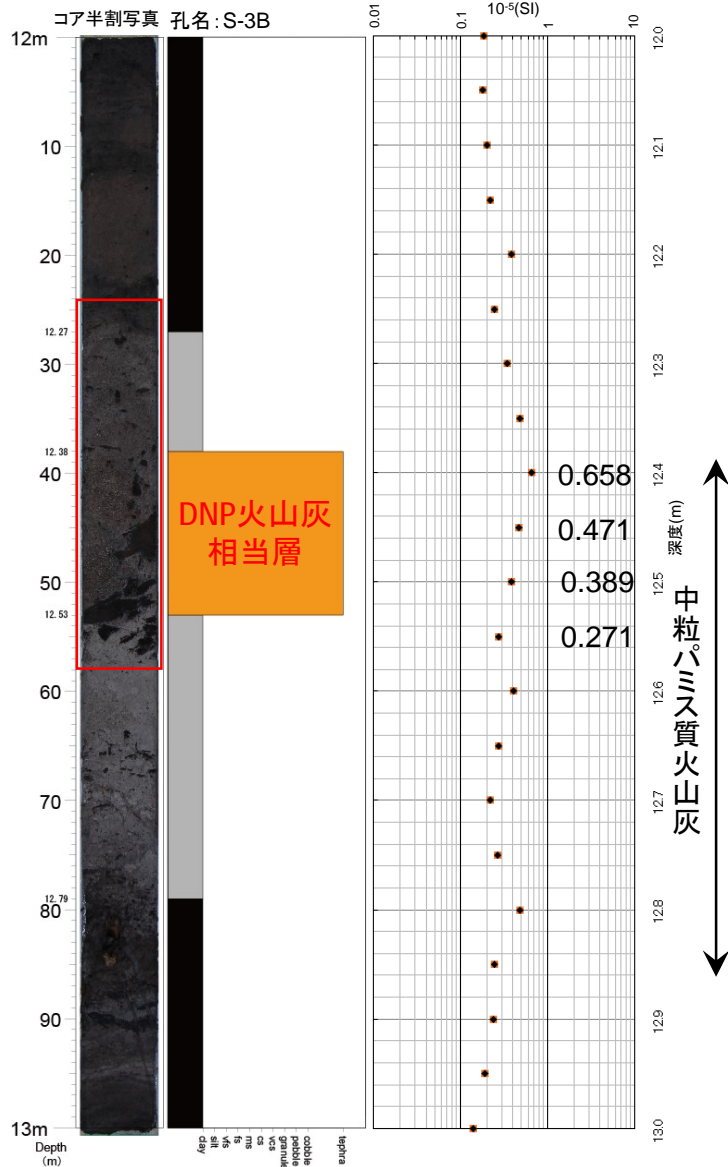 コア半割写真 孔名：S-3B
12m
10
20
12.27
30
12.38
40
50
12.53
60
70
12.79
80
90
13m
Depth
(m)
DNP火山灰
相当層
clay
silt
vfs
fs
ms
cs
vcs
granule
pebble
cobble
tephra
10⁻⁵(SI)
0.01
0.1
1
10
12.0
12.1
12.2
12.3
12.4
12.5
12.6
12.7
12.8
12.9
13.0
深度(m)
0.658
0.471
0.389
0.271
中粒パミス質火山灰